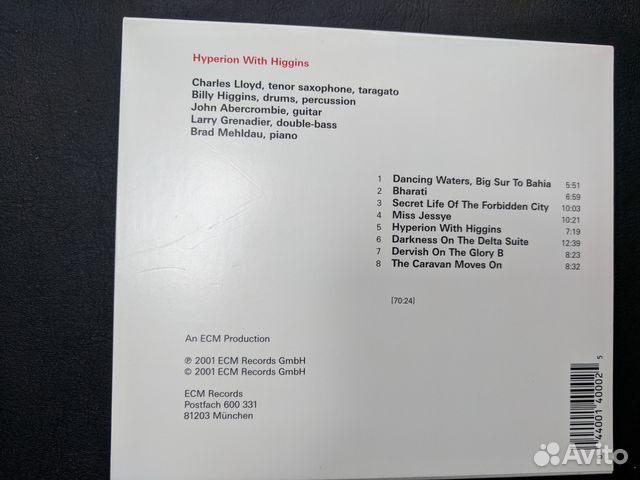 Hyperion With Higgins
Charles Lloyd, tenor saxophone, taragato
Billy Higgins, drums, percussion
John Abercrombie, guitar
Larry Grenadier, double-bass
Brad Mehldau, piano
1 Dancing Waters, Big Sur To Bahia 5:51
2 Bharati 6:59
3 Secret Life Of The Forbidden City 10:03
4 Miss Jessye 10:21
5 Hyperion With Higgins 7:19
6 Darkness On The Delta Suite 12:39
7 Dervish On The Glory B 8:23
8 The Caravan Moves On 8:32
[70:24]
An ECM Production
℗ 2001 ECM Records GmbH
© 2001 ECM Records GmbH
ECM Records
Postfach 600 331
81203 München
44001 40002 5
Avito